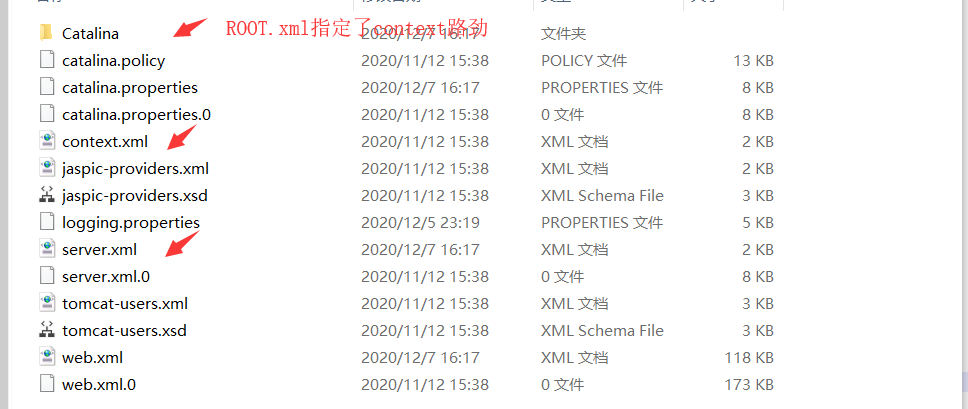 ROOT.xml指定了context路劲
Catalina 2020/12/7 16:17 文件夹
catalina.policy 2020/11/12 15:38 POLICY 文件 13 KB
catalina.properties 2020/12/7 16:17 PROPERTIES 文件 8 KB
catalina.properties.0 2020/11/12 15:38 0 文件 8 KB
context.xml 2020/11/12 15:38 XML 文档 2 KB
jaspic-providers.xml 2020/11/12 15:38 XML 文档 2 KB
jaspic-providers.xsd 2020/11/12 15:38 XML Schema File 3 KB
logging.properties 2020/12/5 23:19 PROPERTIES 文件 5 KB
server.xml 2020/12/7 16:17 XML 文档 2 KB
server.xml.0 2020/11/12 15:38 0 文件 8 KB
tomcat-users.xml 2020/11/12 15:38 XML 文档 3 KB
tomcat-users.xsd 2020/11/12 15:38 XML Schema File 3 KB
web.xml 2020/12/7 16:17 XML 文档 118 KB
web.xml.0 2020/11/12 15:38 0 文件 173 KB